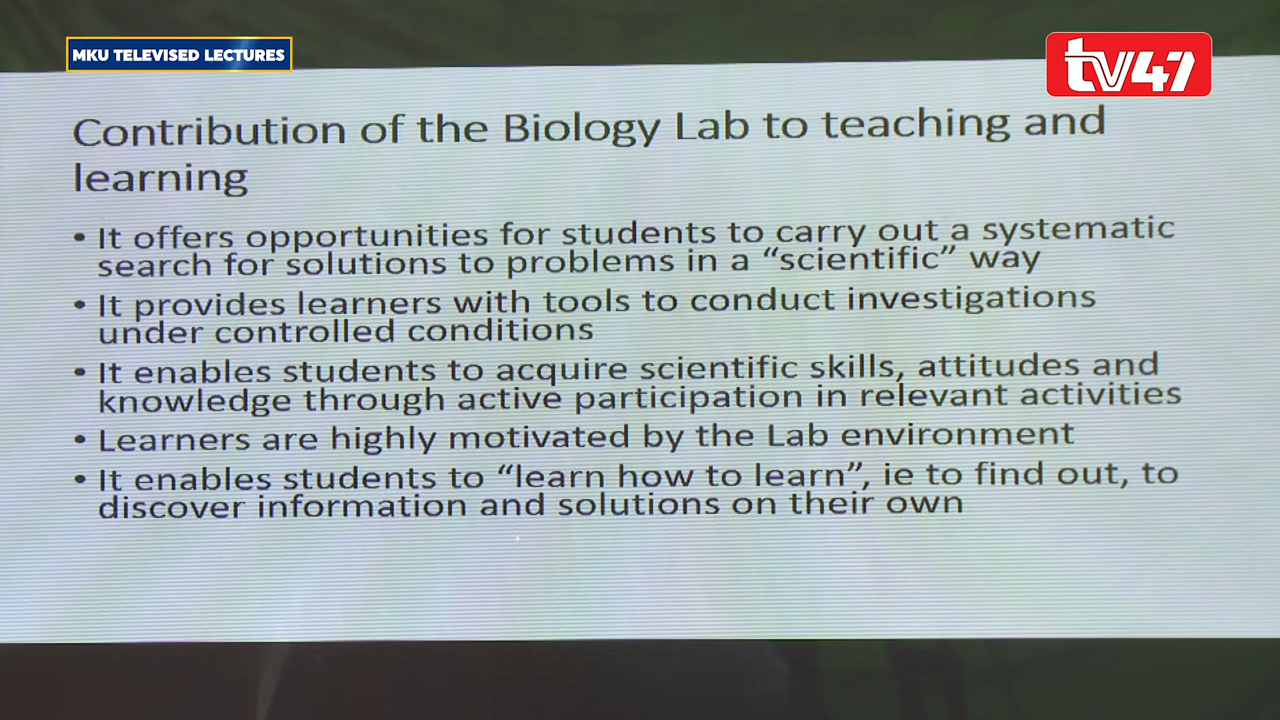 MKU TELEVISED LECTURES
tv47
Contribution of the Biology Lab to teaching and
learning
• It offers opportunities for students to carry out a systematic
search for solutions to problems in a “scientific” way
• It provides learners with tools to conduct investigations
under controlled conditions
• It enables students to acquire scientific skills, attitudes and
knowledge through active participation in relevant activities
• Learners are highly motivated by the Lab environment
• It enables students to “learn how to learn”, ie to find out, to
discover information and solutions on their own